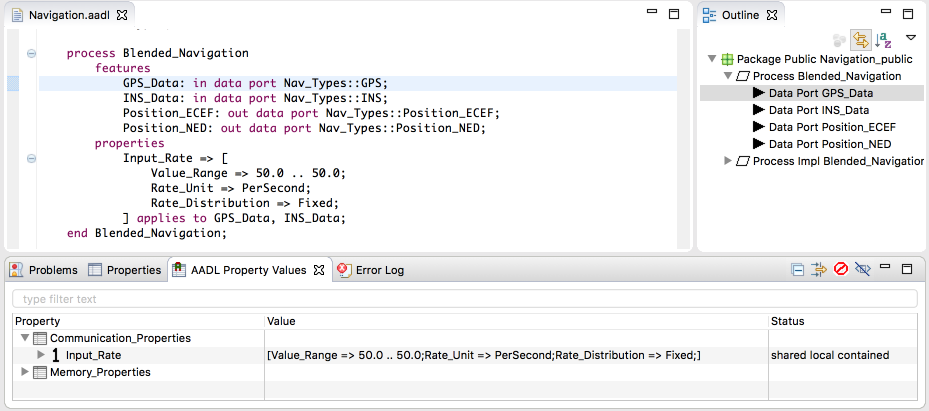 Navigation.aadl
process Blended_Navigation
features
GPS_Data: in data port Nav_Types::GPS;
INS_Data: in data port Nav_Types::INS;
Position_ECEF: out data port Nav_Types::Position_ECEF;
Position_NED: out data port Nav_Types::Position_NED;
properties
Input_Rate => [
Value_Range => 50.0 .. 50.0;
Rate_Unit => PerSecond;
Rate_Distribution => Fixed;
] applies to GPS_Data, INS_Data;
end Blended_Navigation;
Outline
Package Public Navigation_public
Process Blended_Navigation
Data Port GPS_Data
Data Port INS_Data
Data Port Position_ECEF
Data Port Position_NED
Process Impl Blended_Navigation
Problems Properties AADL Property Values Error Log
type filter text
Property Value Status
Communication_Properties
1 Input_Rate [Value_Range => 50.0 .. 50.0;Rate_Unit => PerSecond;Rate_Distribution => Fixed;] shared local contained
Memory_Properties